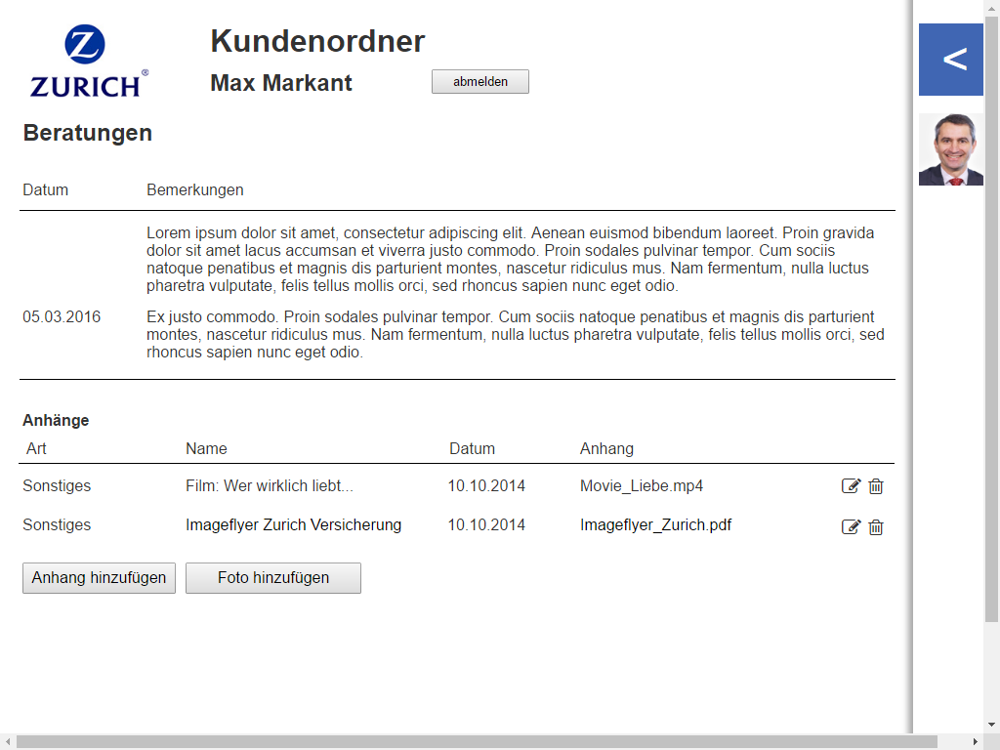 Z
ZURICH®
Kundenordner
Max Markant
abmelden
<
Beratungen
Datum Bemerkungen
Lorem ipsum dolor sit amet, consectetur adipiscing elit. Aenean euismod bibendum laoreet. Proin gravida
dolor sit amet lacus accumsan et viverra justo commodo. Proin sodales pulvinar tempor. Cum sociis
natoque penatibus et magnis dis parturient montes, nascetur ridiculus mus. Nam fermentum, nulla luctus
pharetra vulputate, felis tellus mollis orci, sed rhoncus sapien nunc eget odio.
05.03.2016 Ex justo commodo. Proin sodales pulvinar tempor. Cum sociis natoque penatibus et magnis dis parturient
montes, nascetur ridiculus mus. Nam fermentum, nulla luctus pharetra vulputate, felis tellus mollis orci, sed
rhoncus sapien nunc eget odio.
Anhänge
Art Name Datum Anhang
Sonstiges Film: Wer wirklich liebt... 10.10.2014 Movie_Liebe.mp4
Sonstiges Imageflyer Zurich Versicherung 10.10.2014 Imageflyer_Zurich.pdf
Anhang hinzufügen Foto hinzufügen